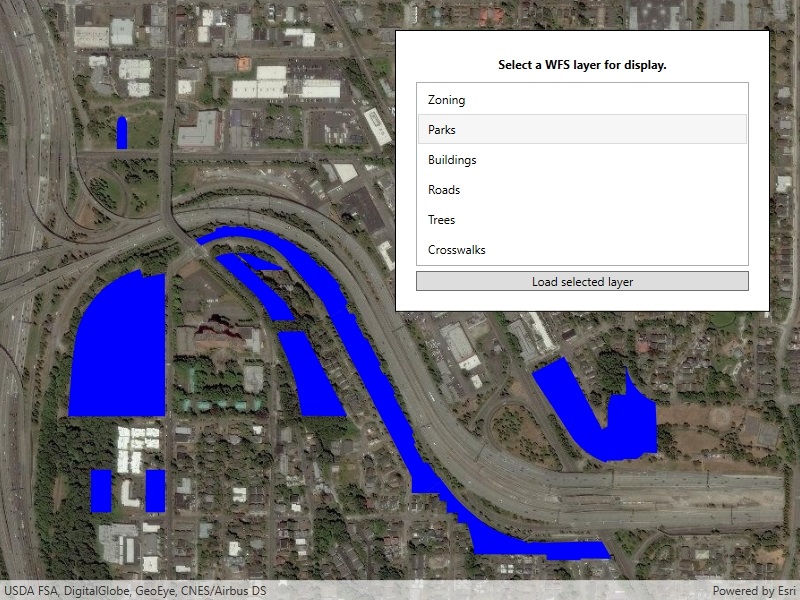 Select a WFS layer for display.
Zoning
Parks
Buildings
Roads
Trees
Crosswalks
Load selected layer
USDA FSA, DigitalGlobe, GeoEye, CNES/Airbus DS
Powered by Esri